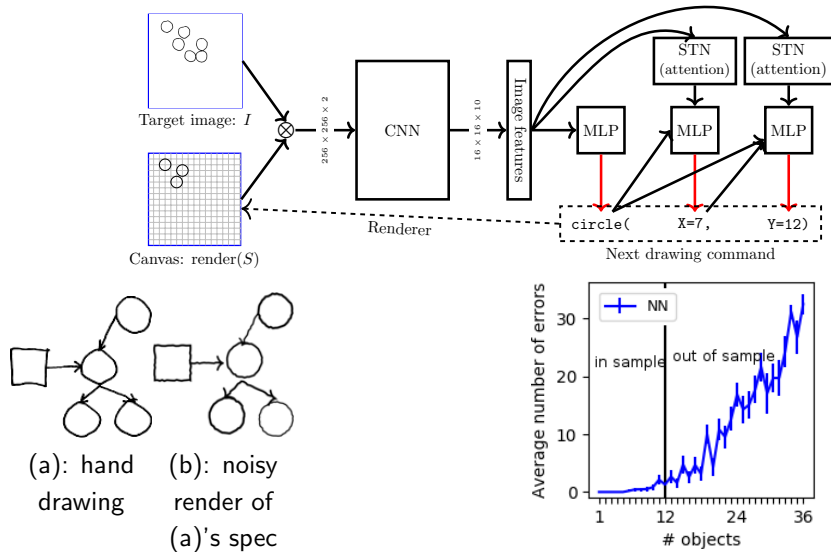 Target image: I
Canvas: render(S)
⊗
256 × 256 × 2
CNN
16 × 16 × 10
Image features
STN
(attention)
STN
(attention)
MLP
MLP
MLP
circle(
X=7,
Y=12)
Renderer
Next drawing command
(a): hand
drawing
(b): noisy
render of
(a)'s spec
Average number of errors
30
20
10
0
NN
in sample
out of sample
1
12
24
36
# objects